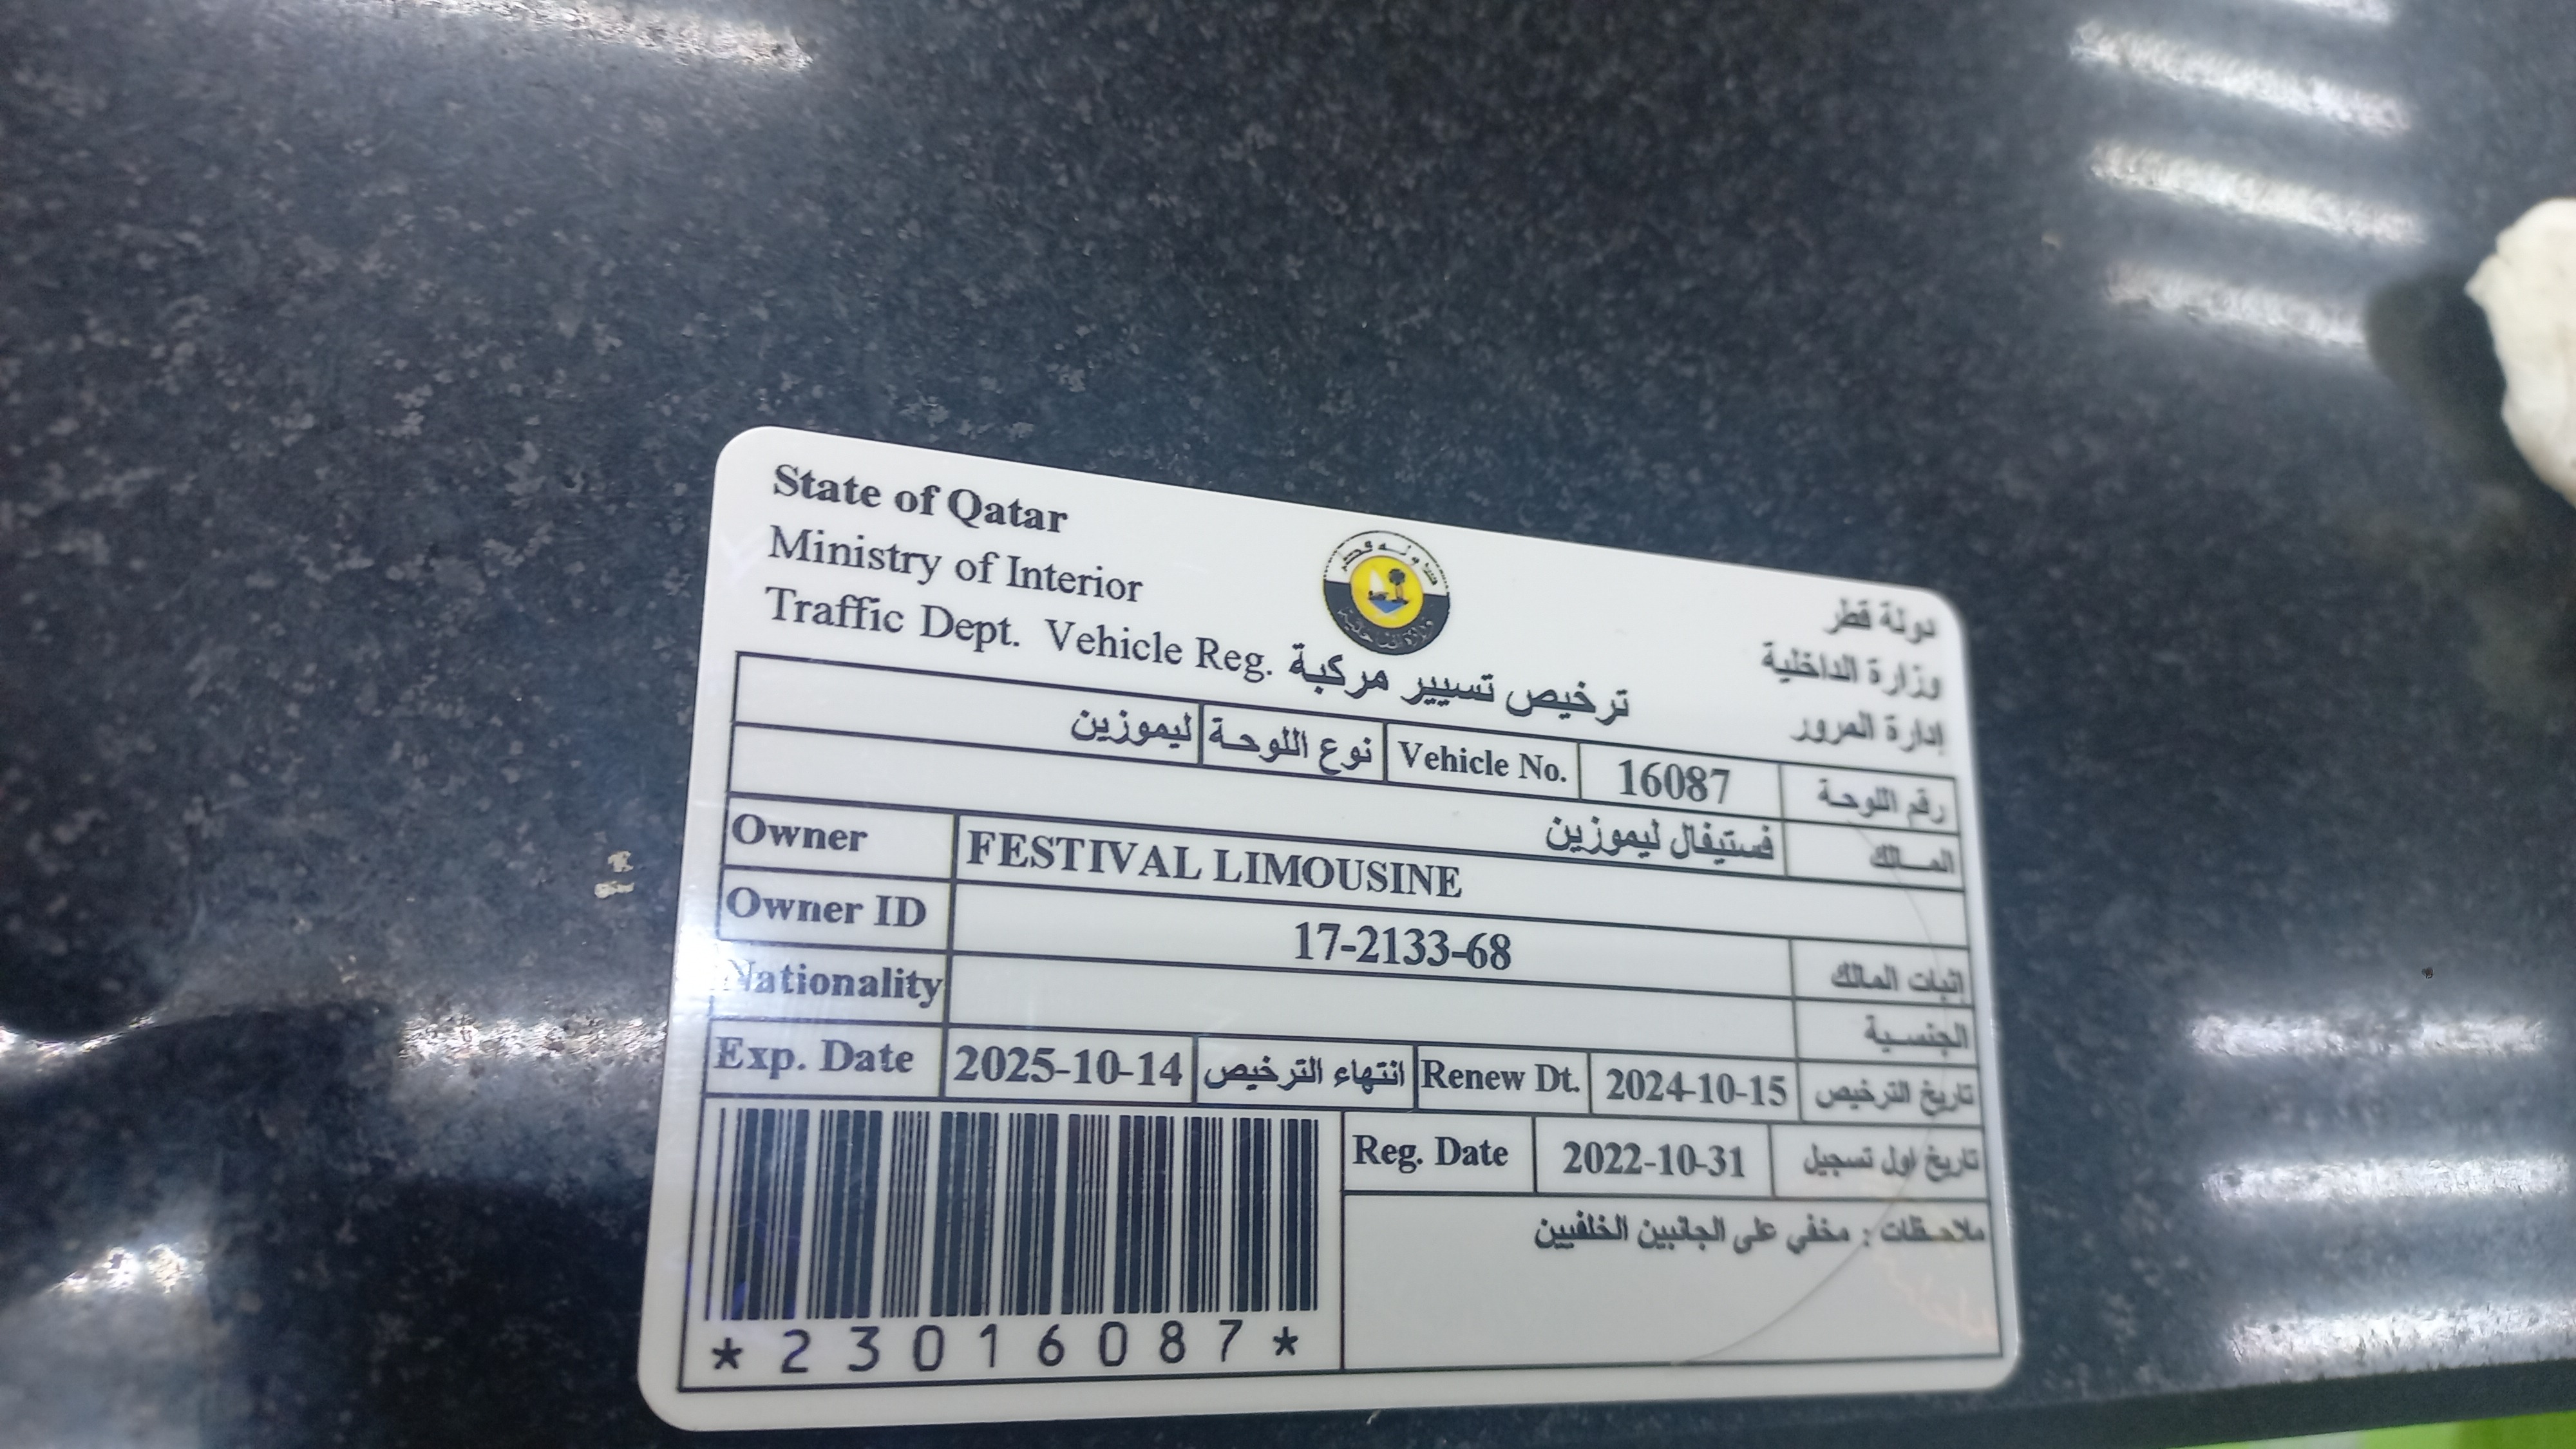 State of Qatar دولة قطر
Ministry of Interior وزارة الداخلية
Traffic Dept. Vehicle Reg. ترخيص تسيير مركبة إدارة المرور
ليموزين نوع اللوحة Vehicle No. 16087 رقم اللوحة
Owner فستيفال ليموزين المالك
FESTIVAL LIMOUSINE
Owner ID 17-2133-68 اثبات المالك
Nationality الجنسية
Exp. Date 2025-10-14 انتهاء الترخيص Renew Dt. 2024-10-15 تاريخ الترخيص
Reg. Date 2022-10-31 تاريخ اول تسجيل
ملاحظات : مخفي على الجانبين الخلفيين
*23016087*